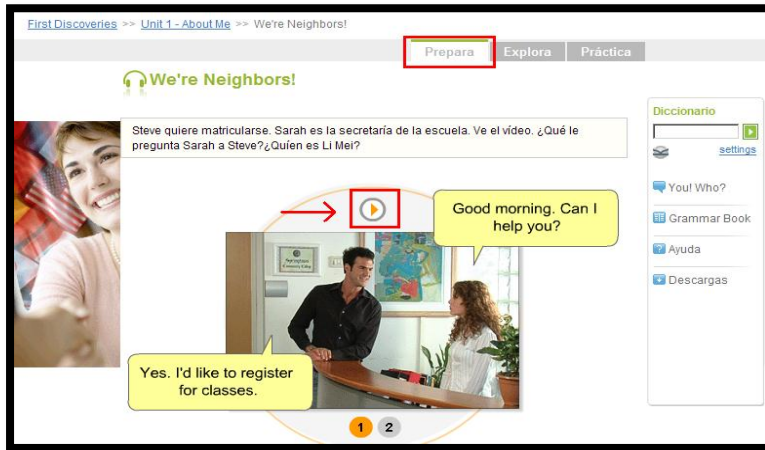 First Discoveries >> Unit 1 - About Me >> We're Neighbors!
Prepara Explora Práctica
We're Neighbors!
Steve quiere matricularse. Sarah es la secretaría de la escuela. Ve el vídeo. ¿Qué le
pregunta Sarah a Steve?¿Quíen es Li Mei?
Good morning. Can I
help you?
Yes. I'd like to register
for classes.
1 2
Diccionario
settings
You! Who?
Grammar Book
Ayuda
Descargas